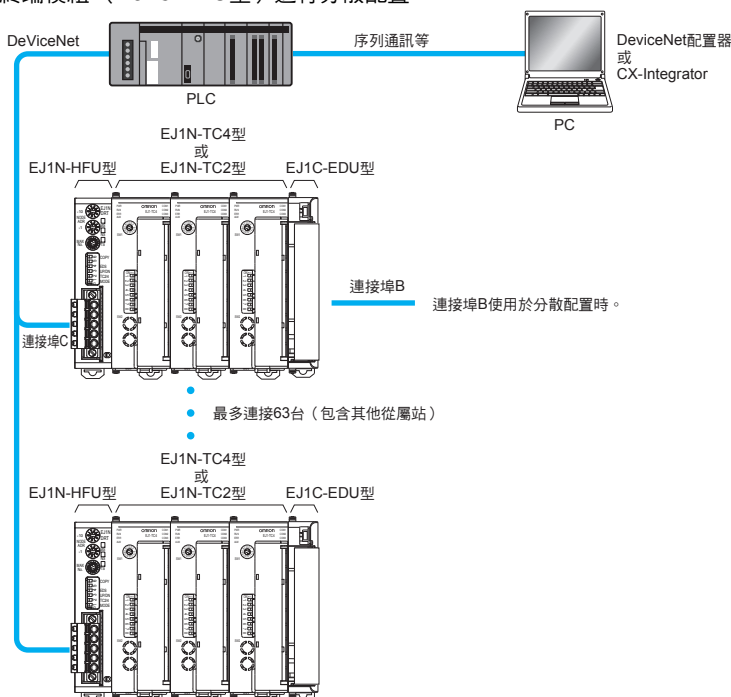 DeViceNet
序列通訊等
DeviceNet配置器
或
CX-Integrator
PLC
PC
EJ1N-TC4型
或
EJ1N-HFU型
EJ1N-TC2型
EJ1C-EDU型
連接埠B
連接埠B使用於分散配置時。
連接埠C
最多連接63台（包含其他從屬站）
EJ1N-TC4型
或
EJ1N-HFU型
EJ1N-TC2型
EJ1C-EDU型